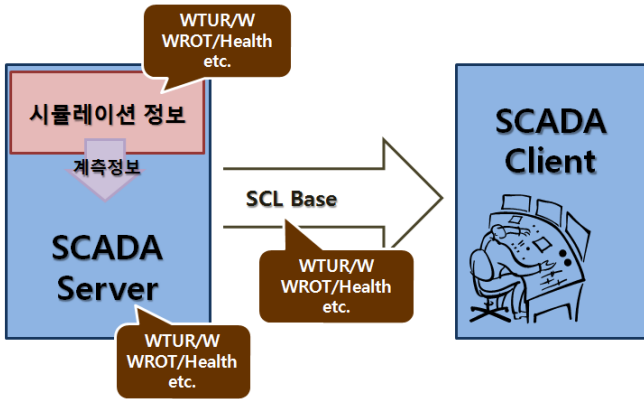 WTUR/W
WROT/Health
etc.
시뮬레이션 정보
계측정보
SCADA
Server
WTUR/W
WROT/Health
etc.
SCL Base
WTUR/W
WROT/Health
etc.
SCADA
Client